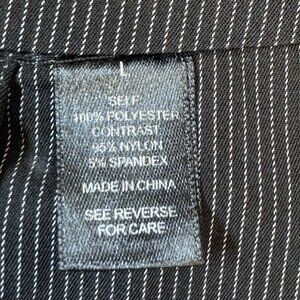 L
SELF
100% POLYESTER
CONTRAST
95% NYLON
5% SPANDEX
MADE IN CHINA
SEE REVERSE
FOR CARE